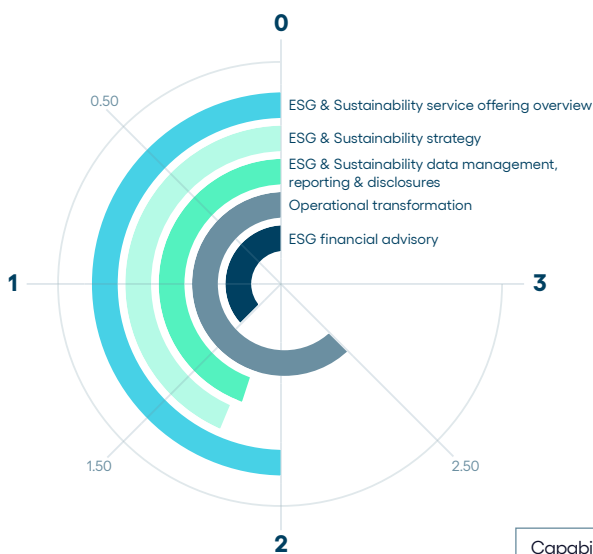 0
0.50
ESG & Sustainability service offering overview
ESG & Sustainability strategy
ESG & Sustainability data management,
reporting & disclosures
Operational transformation
ESG financial advisory
1
3
1.50
2.50
2
Capabi